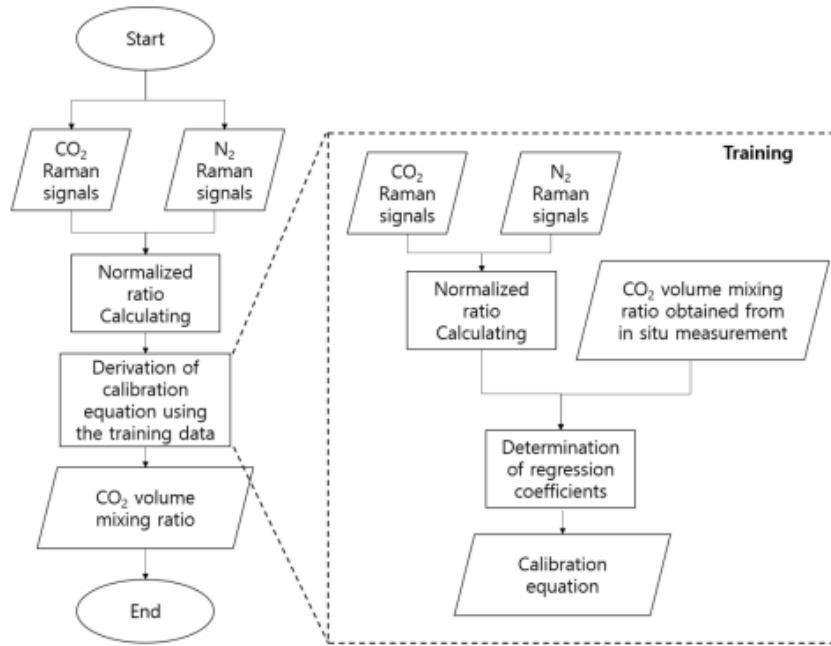 Start
CO₂
Raman
signals
N₂
Raman
signals
Normalized
ratio
Calculating
Derivation of
calibration
equation using
the training data
CO₂ volume
mixing ratio
End
Training
CO₂
Raman
signals
N₂
Raman
signals
Normalized
ratio
Calculating
CO₂ volume mixing
ratio obtained from
in situ measurement
Determination
of regression
coefficients
Calibration
equation